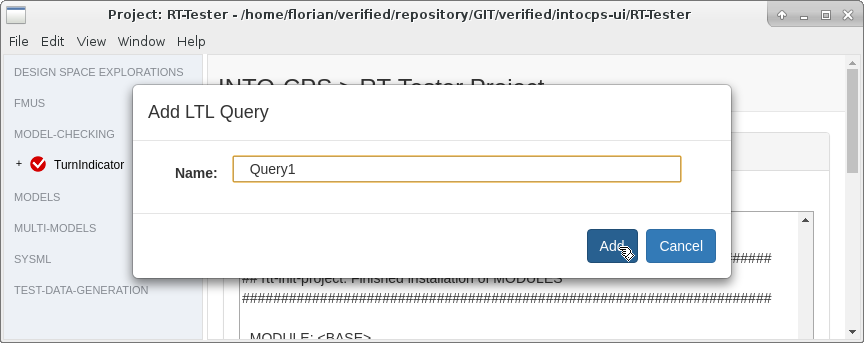 Project: RT-Tester - /home/florian/verified/repository/GIT/verified/intocps-ui/RT-Tester
File Edit View Window Help
DESIGN SPACE EXPLORATIONS
FMUS
MODEL-CHECKING
+ TurnIndicator
MODELS
MULTI-MODELS
SYSML
TEST-DATA-GENERATION
INTO-CPS > RT-Tester Project
Add LTL Query
Name: Query1
Add Cancel
#####
## rt-init-project: Finished installation of MODULES
##################################################################
MODULE: <BASE>